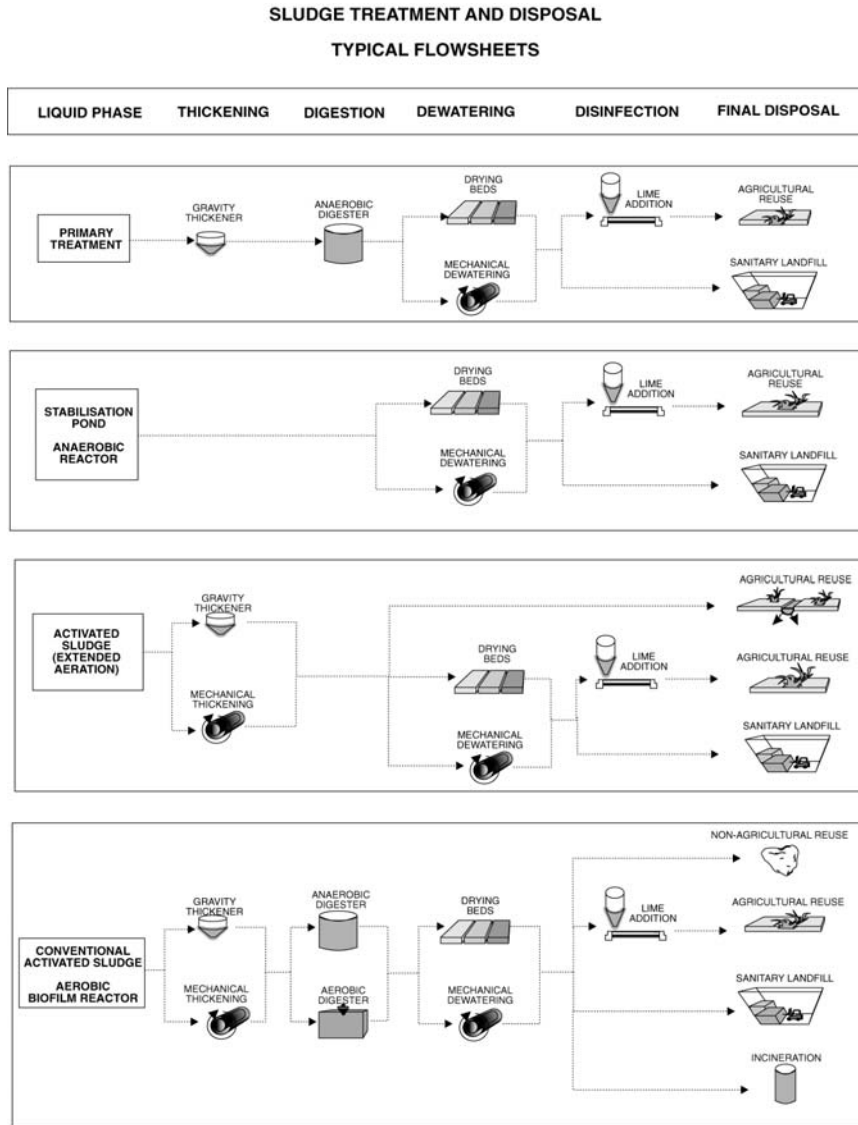 SLUDGE TREATMENT AND DISPOSAL
TYPICAL FLOWSHEETS
LIQUID PHASE THICKENING DIGESTION DEWATERING DISINFECTION FINAL DISPOSAL
PRIMARY
TREATMENT
GRAVITY
THICKENER
ANAEROBIC
DIGESTER
DRYING
BEDS
MECHANICAL
DEWATERING
LIME
ADDITION
AGRICULTURAL
REUSE
SANITARY LANDFILL
STABILISATION
POND
ANAEROBIC
REACTOR
DRYING
BEDS
MECHANICAL
DEWATERING
LIME
ADDITION
AGRICULTURAL
REUSE
SANITARY LANDFILL
ACTIVATED
SLUDGE
(EXTENDED
AERATION)
GRAVITY
THICKENER
MECHANICAL
THICKENING
DRYING
BEDS
MECHANICAL
DEWATERING
LIME
ADDITION
AGRICULTURAL REUSE
AGRICULTURAL REUSE
SANITARY LANDFILL
CONVENTIONAL
ACTIVATED SLUDGE
AEROBIC
BIOFILM REACTOR
GRAVITY
THICKENER
MECHANICAL
THICKENING
ANAEROBIC
DIGESTER
AEROBIC
DIGESTER
DRYING
BEDS
MECHANICAL
DEWATERING
LIME
ADDITION
NON-AGRICULTURAL REUSE
AGRICULTURAL REUSE
SANITARY LANDFILL
INCINERATION